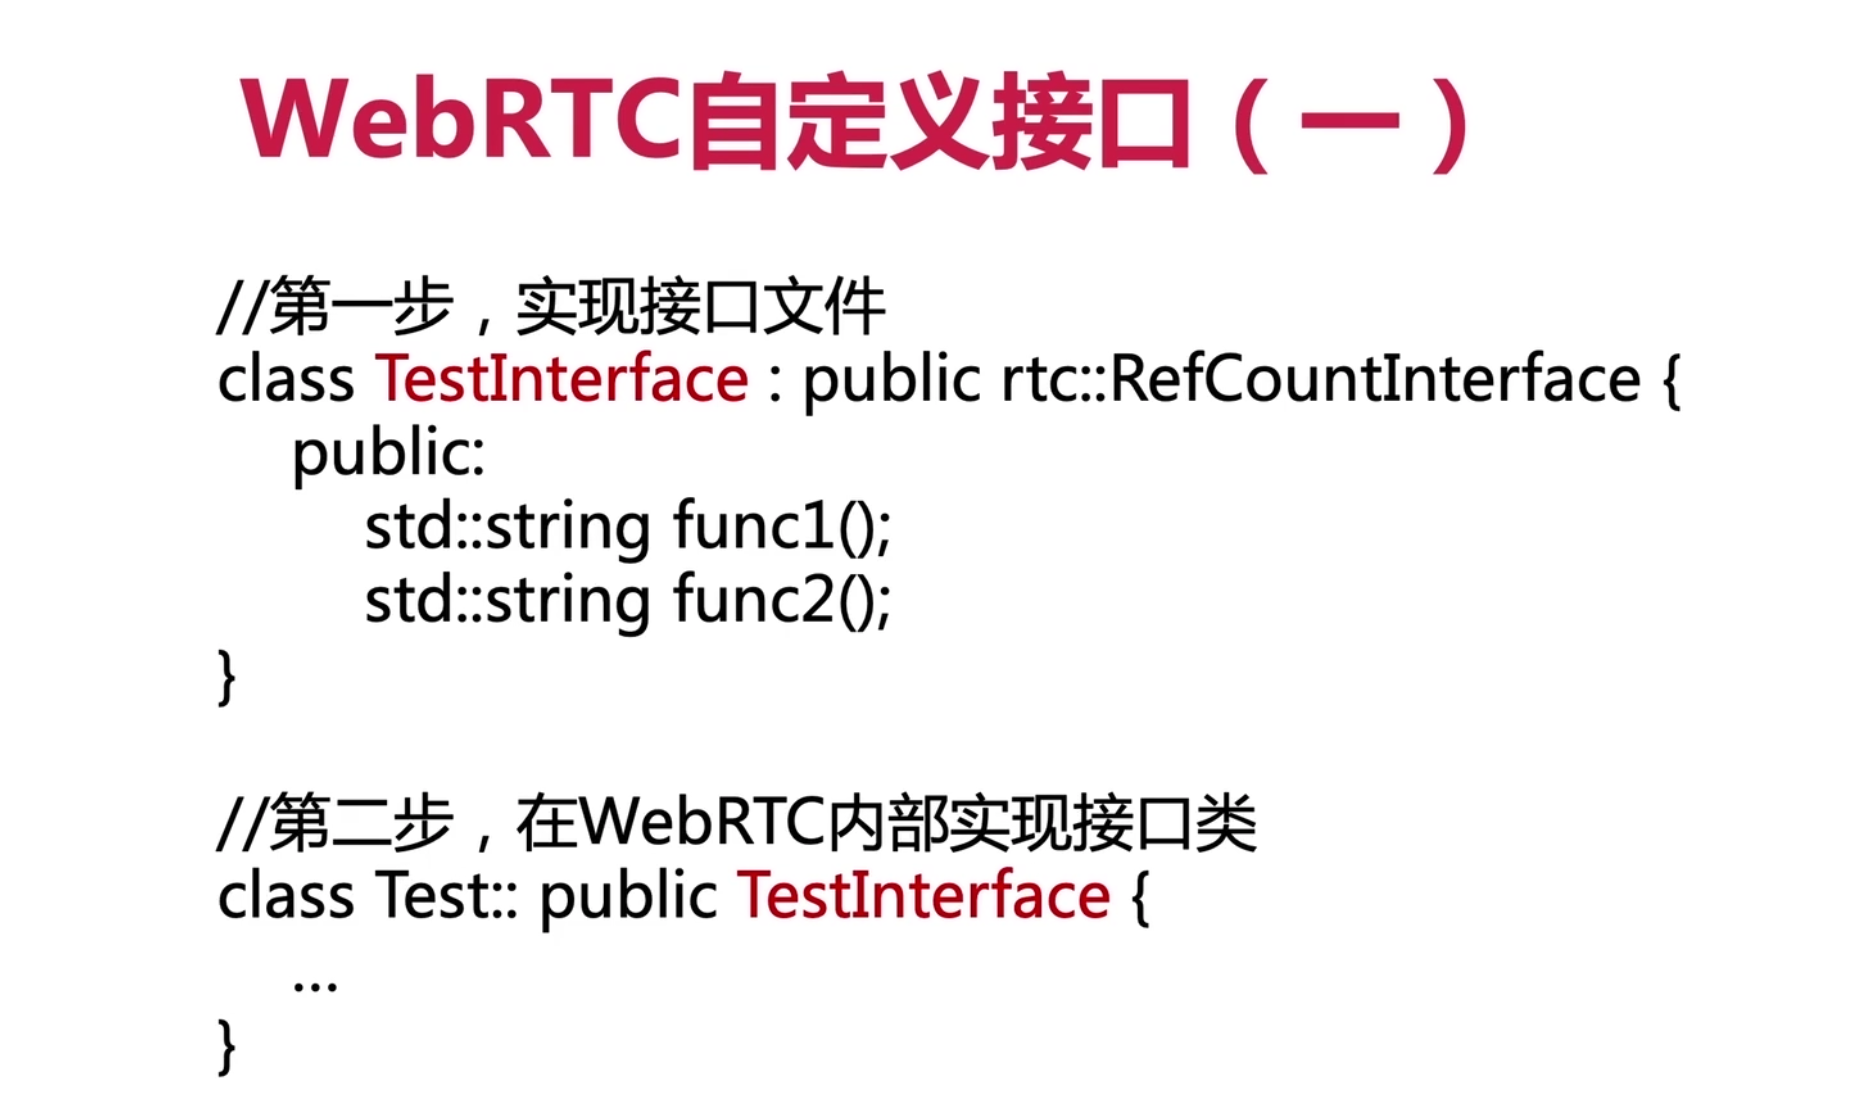 WebRTC自定义接口（一）
//第一步，实现接口文件
class TestInterface : public rtc::RefCountInterface {
public:
std::string func1();
std::string func2();
}
//第二步，在WebRTC内部实现接口类
class Test:: public TestInterface {
...
}